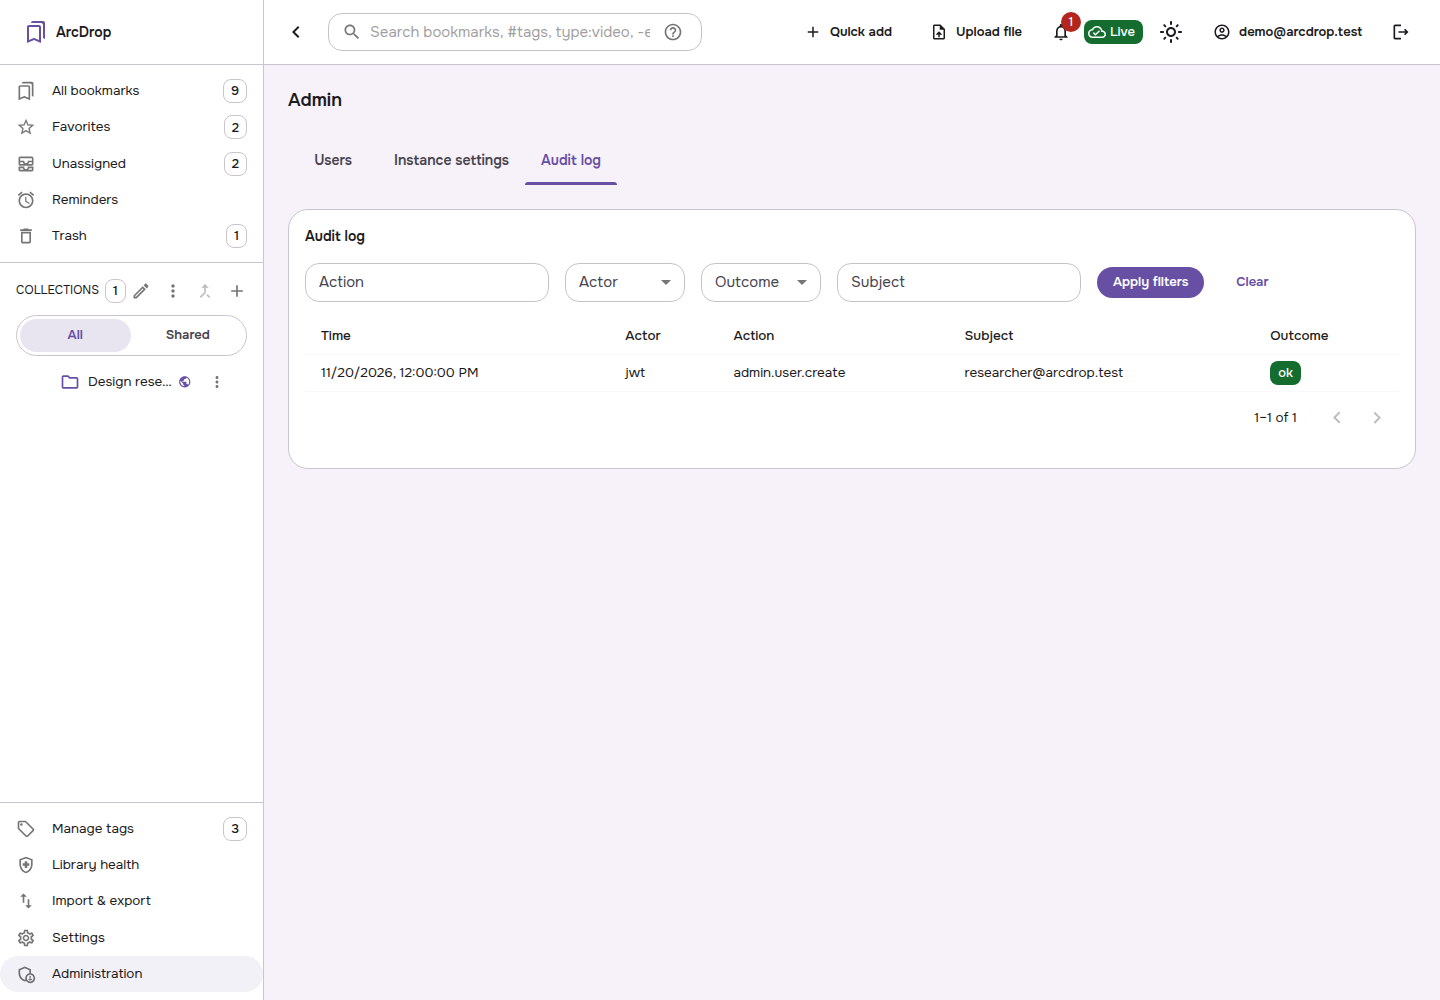 ArcDrop
Search bookmarks, #tags, type:video, -e
Quick add
Upload file
1
Live
demo@arcdrop.test
All bookmarks 9
Favorites 2
Unassigned 2
Reminders
Trash 1
COLLECTIONS 1
All Shared
Design rese...
Manage tags 3
Library health
Import & export
Settings
Administration
Admin
Users Instance settings Audit log
Audit log
Action Actor Outcome Subject Apply filters Clear
Time Actor Action Subject Outcome
11/20/2026, 12:00:00 PM jwt admin.user.create researcher@arcdrop.test ok
1–1 of 1